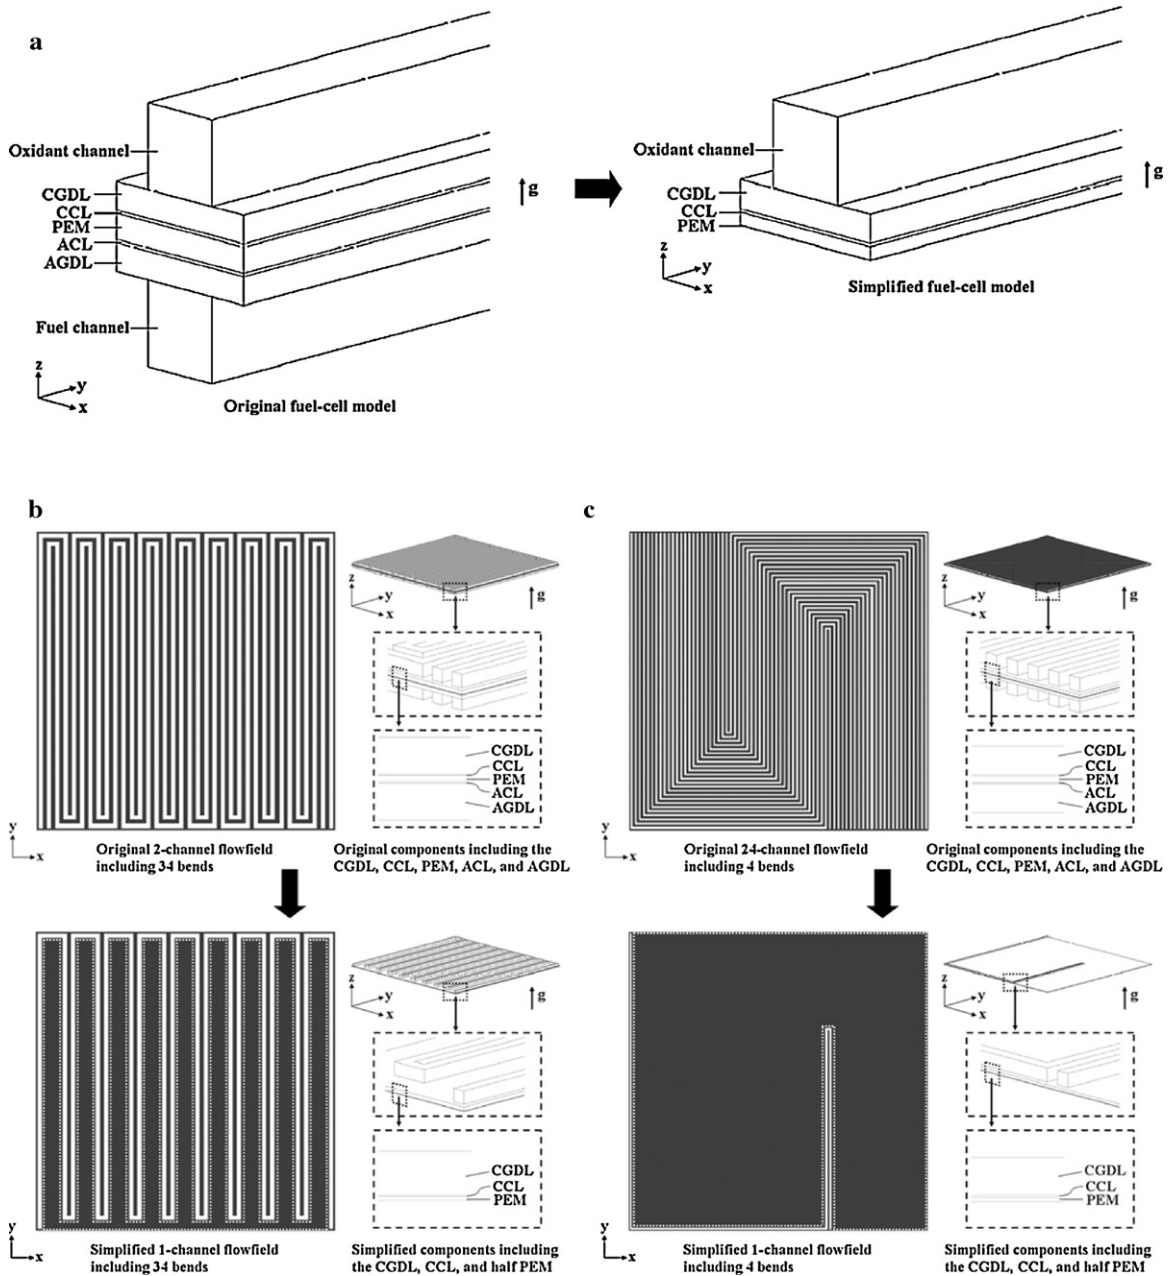 a
Oxidant channel
CGDL
CCL
PEM
ACL
AGDL
Fuel channel
g
z
y
x
Original fuel-cell model
Oxidant channel
CGDL
CCL
PEM
g
z
y
x
Simplified fuel-cell model
b
y
x
Original 2-channel flowfield
including 34 bends
z
y
x
g
CGDL
CCL
PEM
ACL
AGDL
Original components including the
CGDL, CCL, PEM, ACL, and AGDL
y
x
Simplified 1-channel flowfield
including 34 bends
z
y
x
g
CGDL
CCL
PEM
Simplified components including
the CGDL, CCL, and half PEM
c
y
x
Original 24-channel flowfield
including 4 bends
z
y
x
g
CGDL
CCL
PEM
ACL
AGDL
Original components including the
CGDL, CCL, PEM, ACL, and AGDL
y
x
Simplified 1-channel flowfield
including 4 bends
z
y
x
g
CGDL
CCL
PEM
Simplified components including
the CGDL, CCL, and half PEM